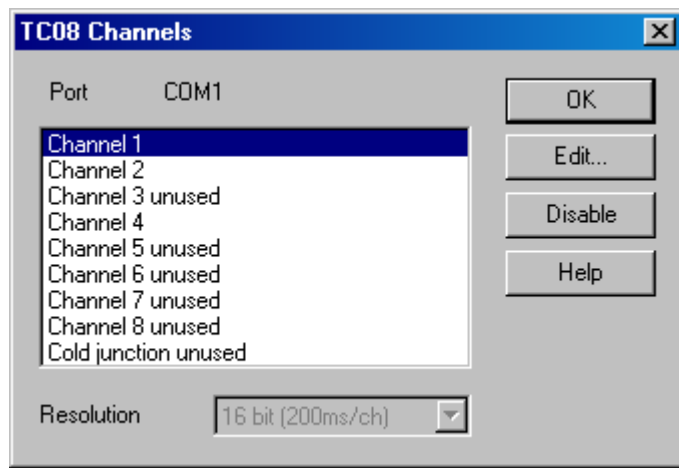 TC08 Channels
Port COM1
OK
Channel 1
Edit...
Channel 2
Channel 3 unused
Channel 4
Disable
Channel 5 unused
Channel 6 unused
Help
Channel 7 unused
Channel 8 unused
Cold junction unused
Resolution 16 bit (200ms/ch)